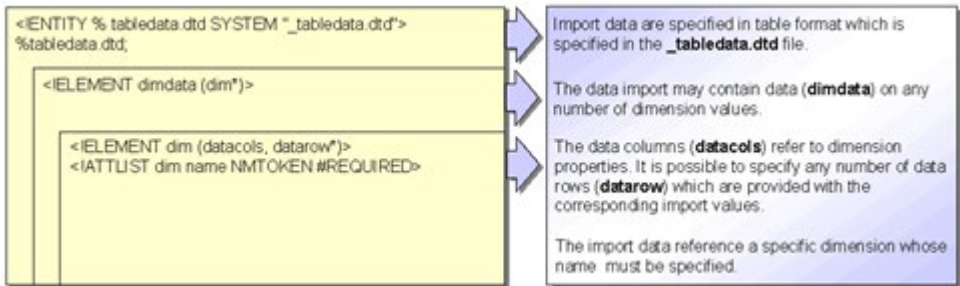 <!ENTITY % tabledata.dtd SYSTEM "_tabledata.dtd">
%tabledata.dtd;
<!ELEMENT dimdata (dim*)>
<!ELEMENT dim (datacols, datarow*)>
<!ATTLIST dim name NMTOKEN #REQUIRED>
Import data are specified in table format which is
specified in the _tabledata.dtd file.
The data import may contain data (dimdata) on any
number of dimension values.
The data columns (datacols) refer to dimension
properties. It is possible to specify any number of data
rows (datarow) which are provided with the
corresponding import values.
The import data reference a specific dimension whose
name must be specified.